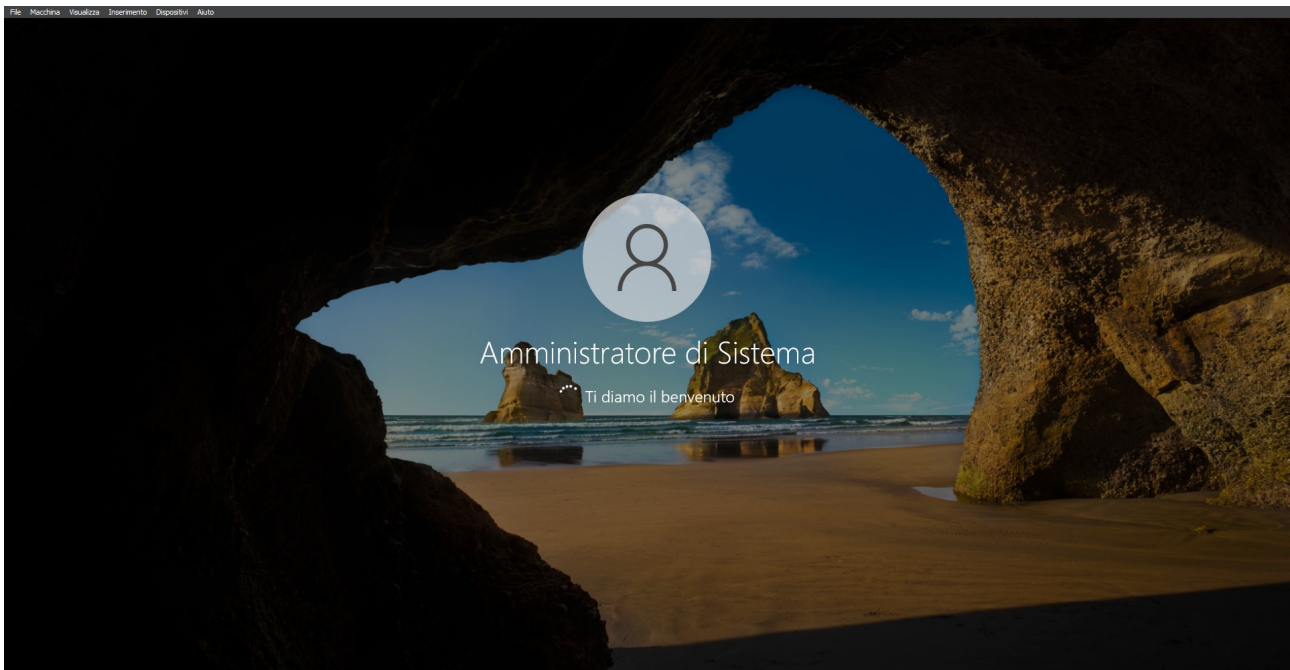 File Macchina Visualizza Inserimento Dispositivi Aiuto
Amministratore di Sistema
Ti diamo il benvenuto